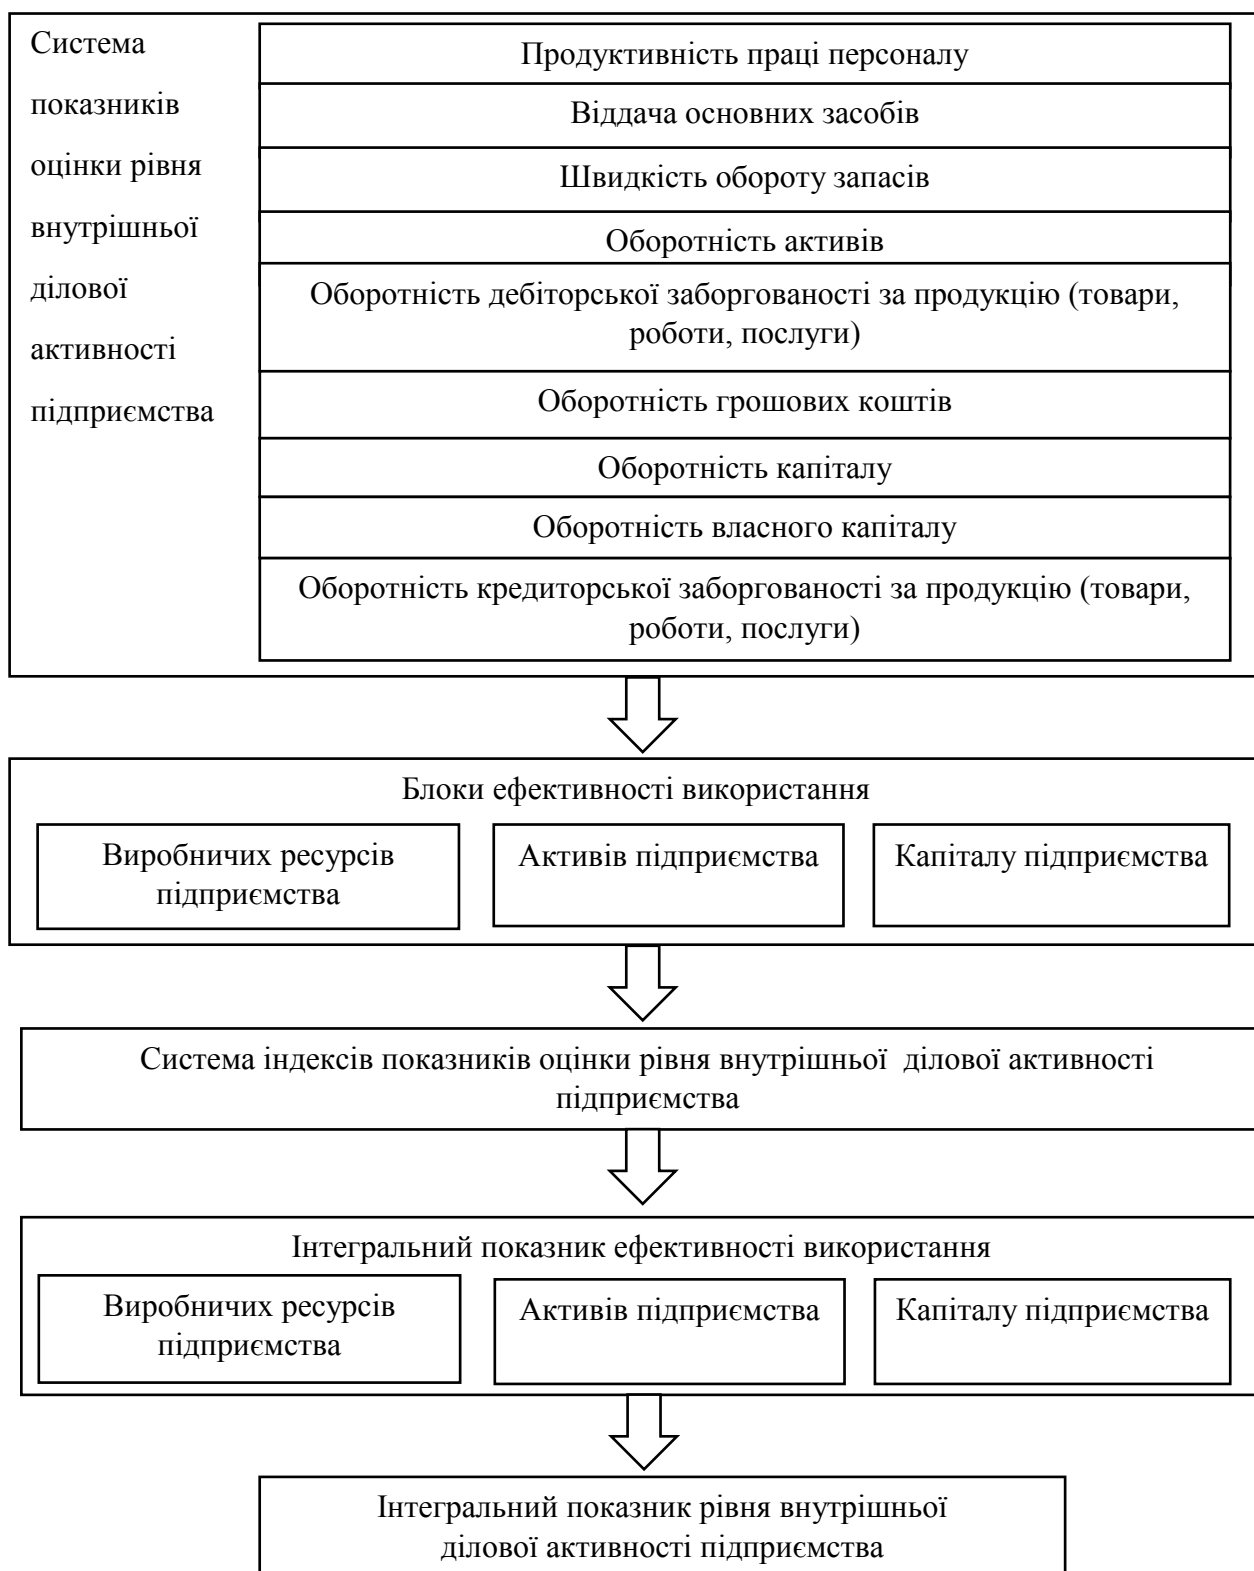 Система
показників
оцінки рівня
внутрішньої
ділової
активності
підприємства
Продуктивність праці персоналу
Віддача основних засобів
Швидкість обороту запасів
Оборотність активів
Оборотність дебіторської заборгованості за продукцію (товари,
роботи, послуги)
Оборотність грошових коштів
Оборотність капіталу
Оборотність власного капіталу
Оборотність кредиторської заборгованості за продукцію (товари,
роботи, послуги)
Блоки ефективності використання
Виробничих ресурсів
підприємства
Активів підприємства
Капіталу підприємства
Система індексів показників оцінки рівня внутрішньої ділової активності
підприємства
Інтегральний показник ефективності використання
Виробничих ресурсів
підприємства
Активів підприємства
Капіталу підприємства
Інтегральний показник рівня внутрішньої
ділової активності підприємства